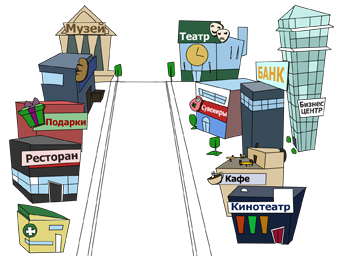 Музей
Театр
БАНК
БИЗНЕС
ЦЕНТР
Подарки
Сувениры
Ресторан
Кафе
Кинотеатр